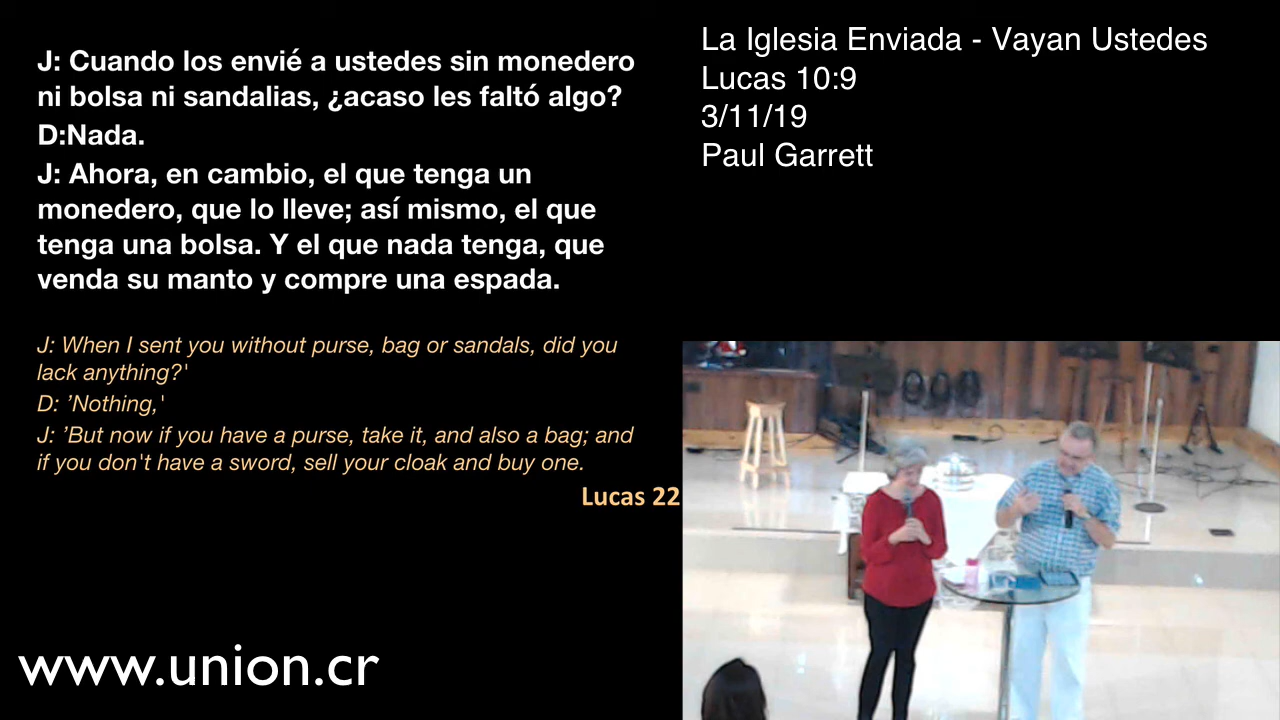 J: Cuando los envié a ustedes sin monedero
ni bolsa ni sandalias, ¿acaso les faltó algo?
D:Nada.
J: Ahora, en cambio, el que tenga un
monedero, que lo lleve; así mismo, el que
tenga una bolsa. Y el que nada tenga, que
venda su manto y compre una espada.
J: When I sent you without purse, bag or sandals, did you
lack anything?'
D: ’Nothing,'
J: ’But now if you have a purse, take it, and also a bag; and
if you don't have a sword, sell your cloak and buy one.
Lucas 22
www.union.cr
La Iglesia Enviada - Vayan Ustedes
Lucas 10:9
3/11/19
Paul Garrett